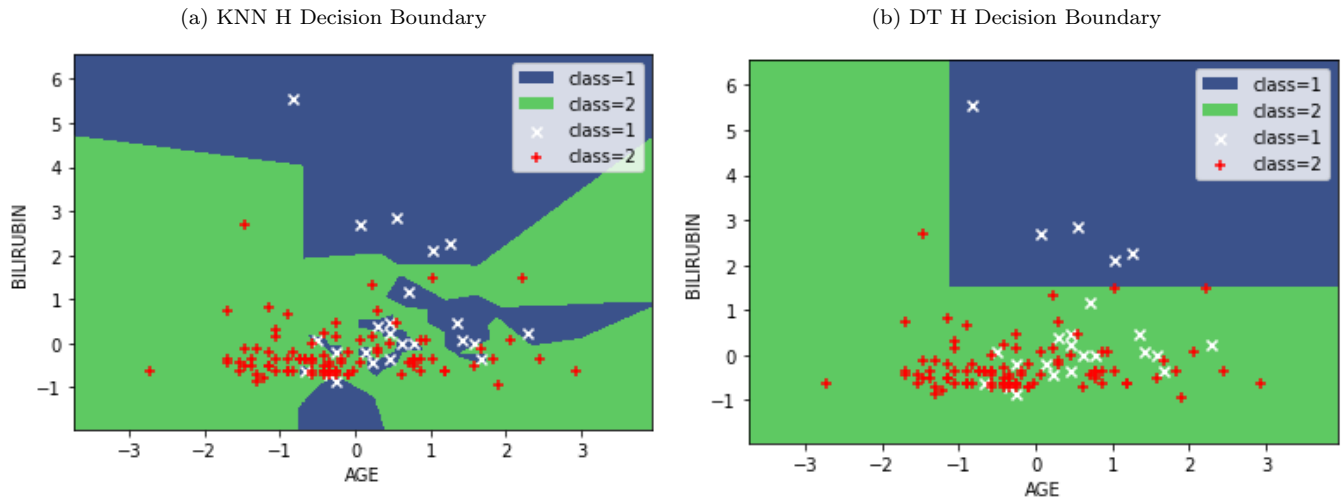 (a) KNN H Decision Boundary
(b) DT H Decision Boundary
class=1
class=2
class=1
class=2
6
5
4
3
2
1
0
−1
BILIRUBIN
−3
−2
−1
0
1
2
3
AGE
class=1
class=2
class=1
class=2
6
5
4
3
2
1
0
−1
BILIRUBIN
−3
−2
−1
0
1
2
3
AGE